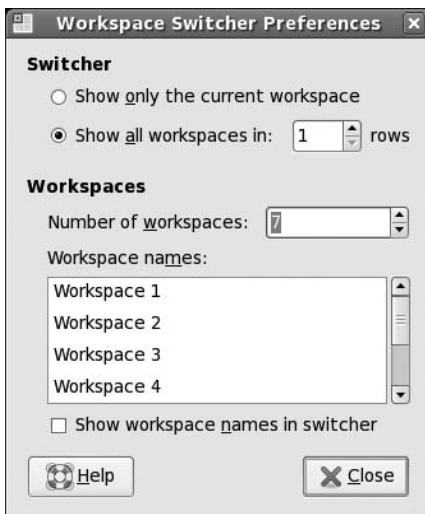 Workspace Switcher Preferences
Switcher
Show only the current workspace
Show all workspaces in: 1 rows
Workspaces
Number of workspaces: 7
Workspace names:
Workspace 1
Workspace 2
Workspace 3
Workspace 4
Show workspace names in switcher
Help
Close